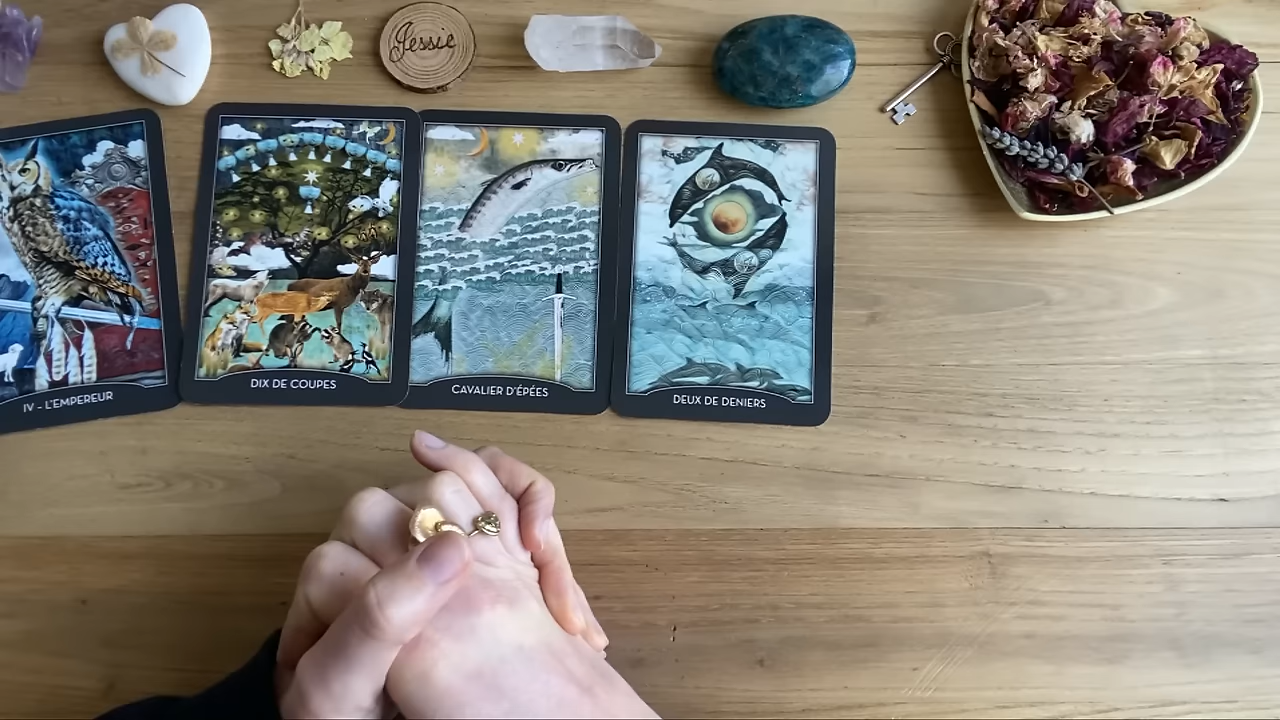 Jessie
IV - L'EMPEREUR
DIX DE COUPES
CAVALIER D'ÉPÉES
DEUX DE DENIERS